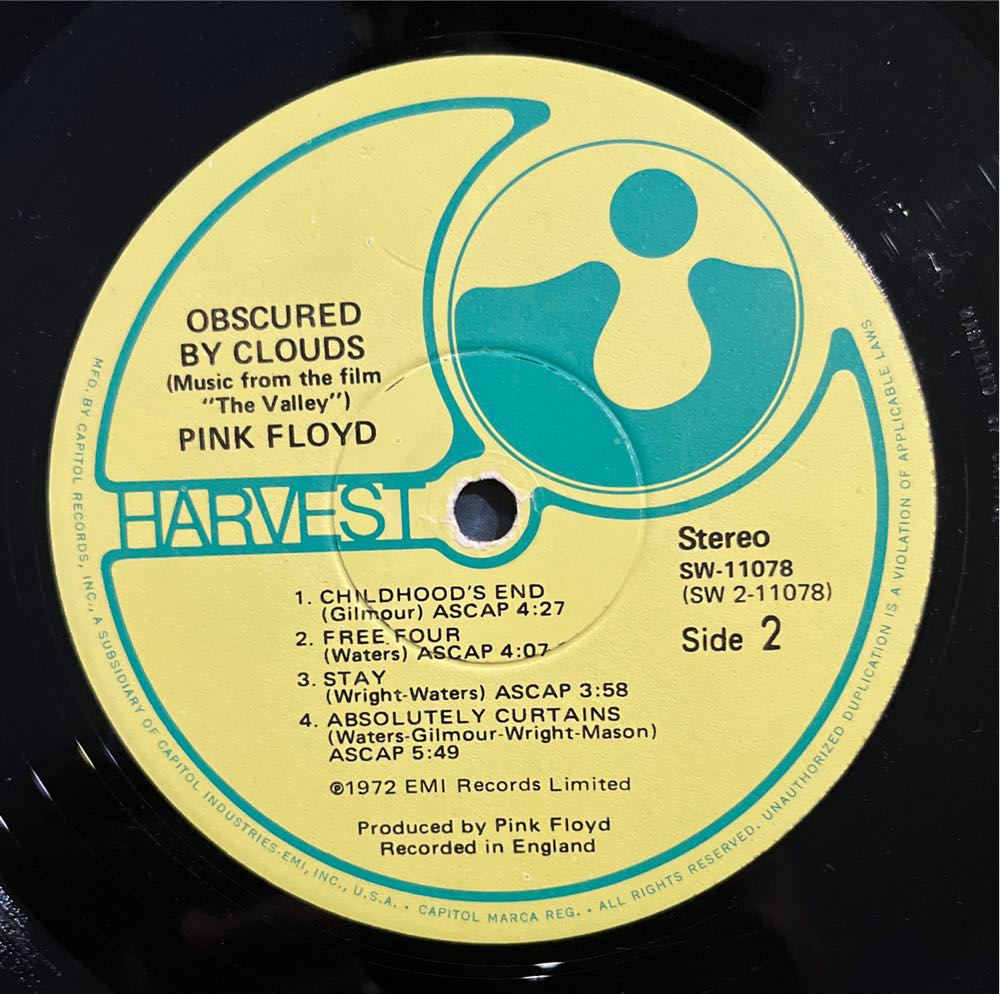 OBSCURED
BY CLOUDS
(Music from the film
"The Valley")
PINK FLOYD
HARVEST
Stereo
SW-11078
(SW 2-11078)
Side 2
1. CHILDHOOD'S END
(Gilmour) ASCAP 4:27
2. FREE FOUR
(Waters) ASCAP 4:07
3. STAY
(Wright-Waters) ASCAP 3:58
4. ABSOLUTELY CURTAINS
(Waters-Gilmour-Wright-Mason)
ASCAP 5:49
℗1972 EMI Records Limited
Produced by Pink Floyd
Recorded in England
MFD. BY CAPITOL RECORDS, INC., A SUBSIDIARY OF CAPITOL INDUSTRIES-EMI, INC., U.S.A. • CAPITOL MARCA REG. • ALL RIGHTS RESERVED. UNAUTHORIZED DUPLICATION IS A VIOLATION OF APPLICABLE LAWS
MASTERED